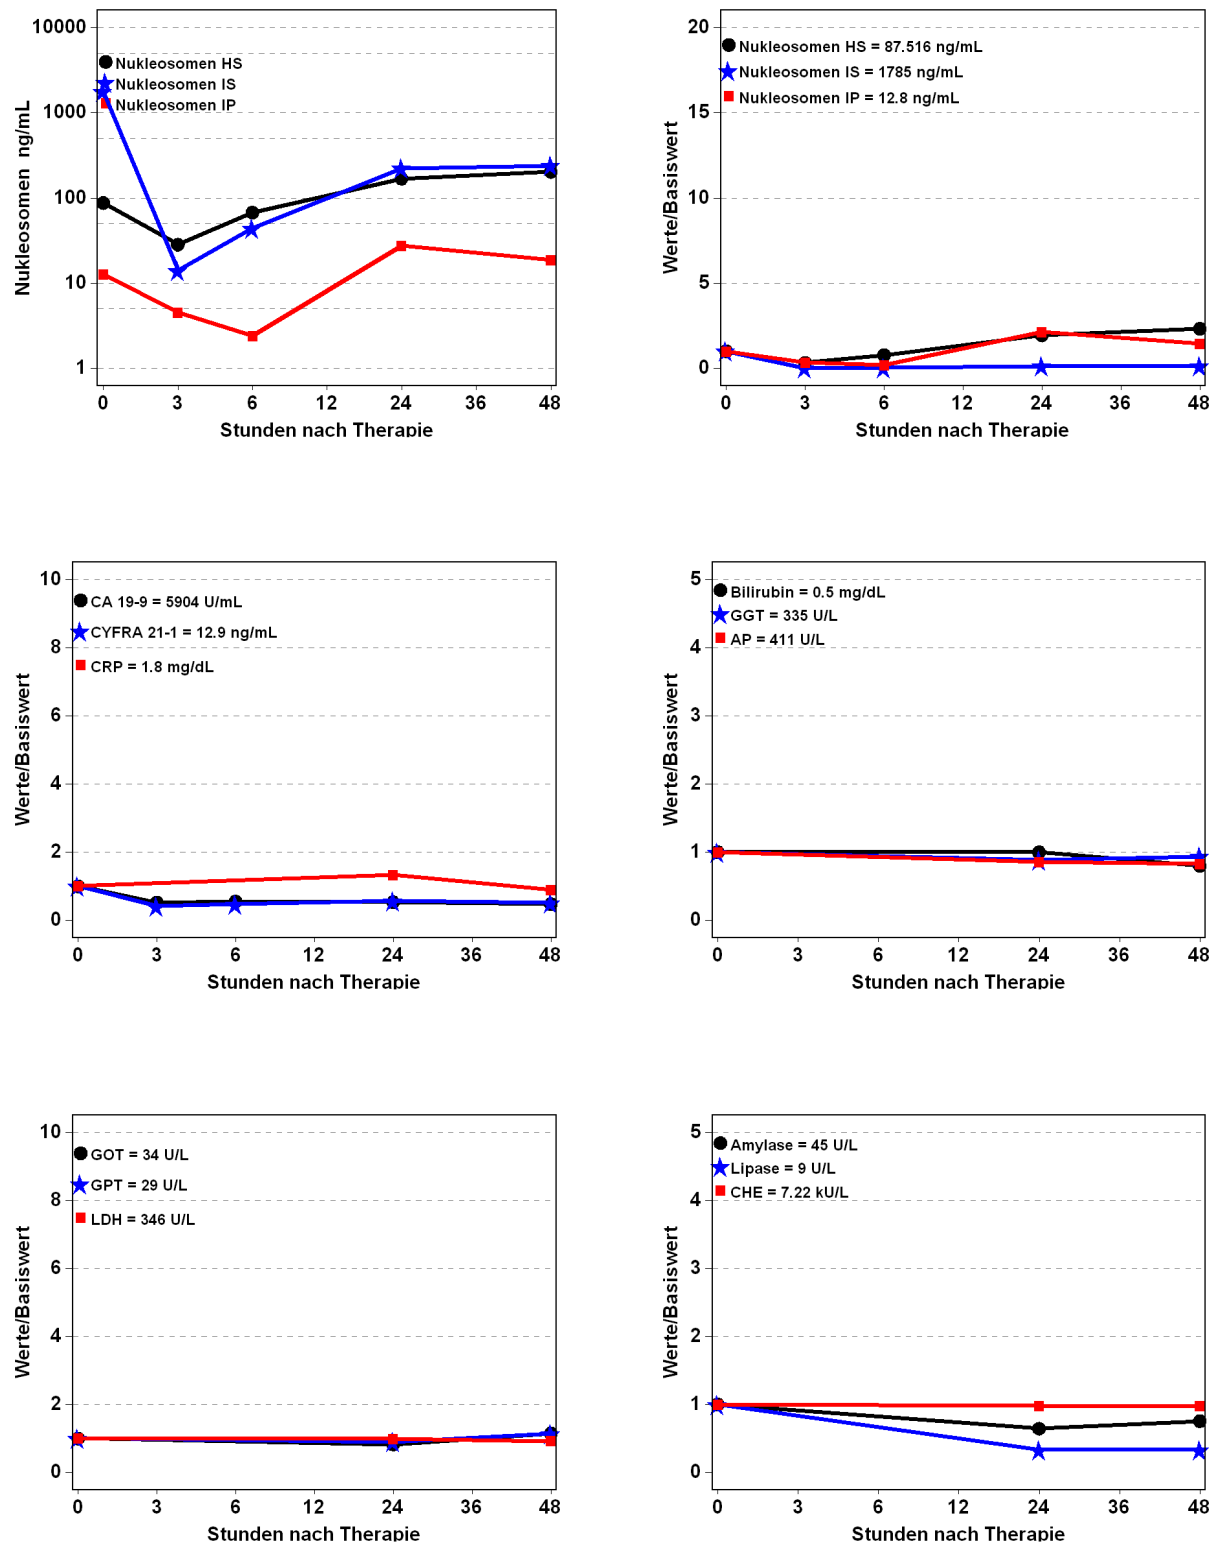 10000
1000
100
10
1
Nukleosomen ng/mL
Nukleosomen HS
Nukleosomen IS
Nukleosomen IP
0 3 6 12 24 36 48
Stunden nach Therapie
20
15
10
5
0
Werte/Basiswert
Nukleosomen HS = 87.516 ng/mL
Nukleosomen IS = 1785 ng/mL
Nukleosomen IP = 12.8 ng/mL
0 3 6 12 24 36 48
Stunden nach Therapie
10
8
6
4
2
0
Werte/Basiswert
CA 19-9 = 5904 U/mL
CYFRA 21-1 = 12.9 ng/mL
CRP = 1.8 mg/dL
0 3 6 12 24 36 48
Stunden nach Therapie
5
4
3
2
1
0
Werte/Basiswert
Bilirubin = 0.5 mg/dL
GGT = 335 U/L
AP = 411 U/L
0 3 6 12 24 36 48
Stunden nach Therapie
10
8
6
4
2
0
Werte/Basiswert
GOT = 34 U/L
GPT = 29 U/L
LDH = 346 U/L
0 3 6 12 24 36 48
Stunden nach Therapie
5
4
3
2
1
0
Werte/Basiswert
Amylase = 45 U/L
Lipase = 9 U/L
CHE = 7.22 kU/L
0 3 6 12 24 36 48
Stunden nach Therapie